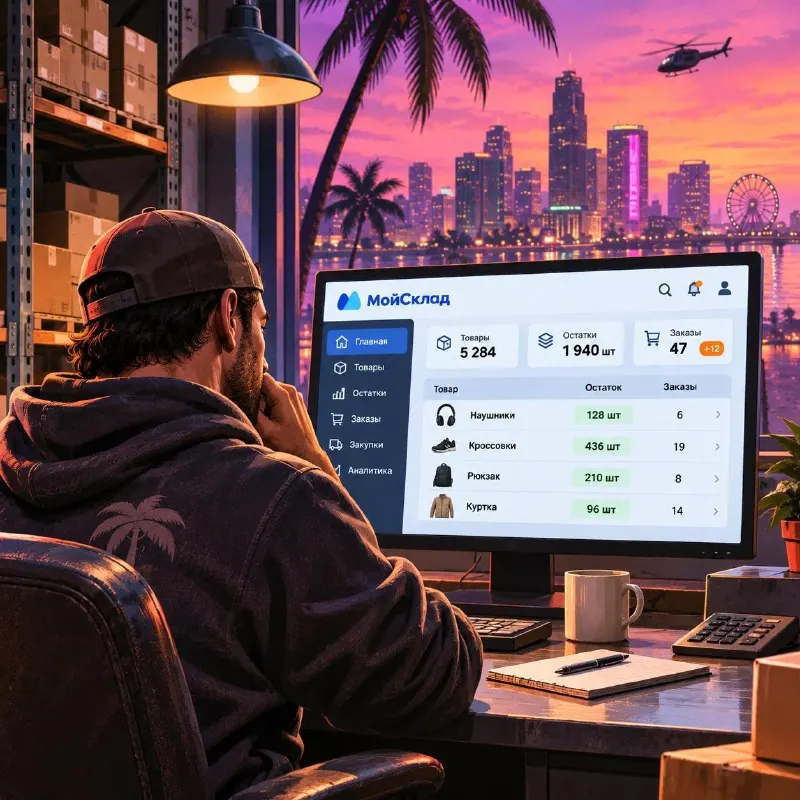 МойСклад
Главная
Товары
Остатки
Заказы
Закупки
Аналитика
Товары
5 284
Остатки
1 940 шт
Заказы
47 +12
Товар Остаток Заказы
Наушники 128 шт 6
Кроссовки 436 шт 19
Рюкзак 210 шт 8
Куртка 96 шт 14